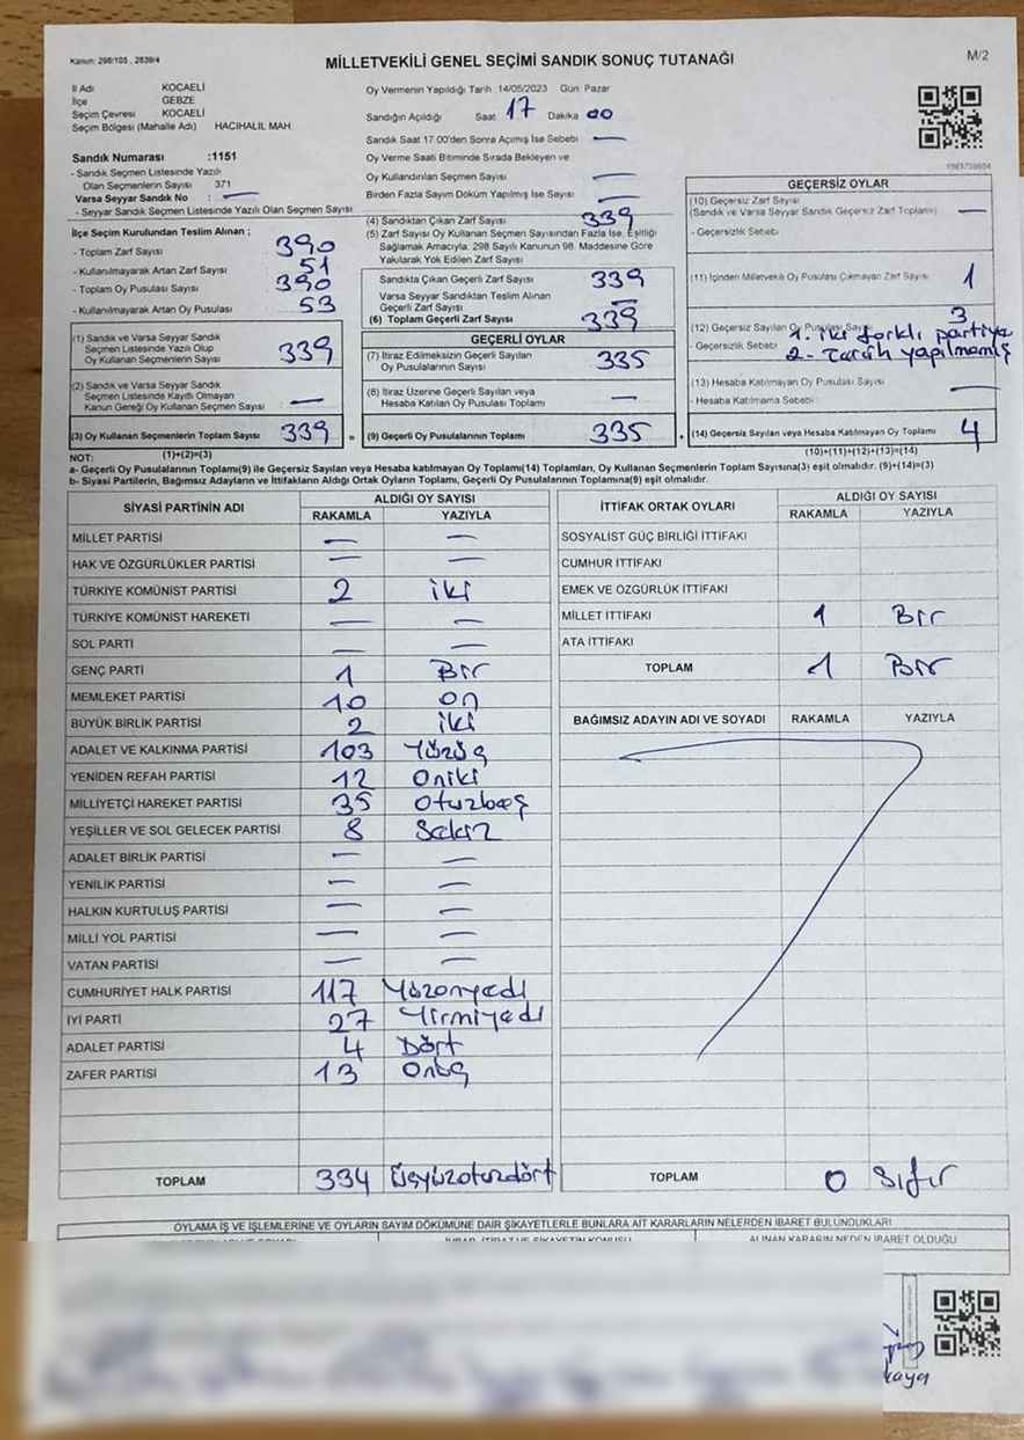 Kanun: 298/105, 2839/4
MİLLETVEKİLİ GENEL SEÇİMİ SANDIK SONUÇ TUTANAĞI
M/2
İl Adı KOCAELİ
İlçe GEBZE
Seçim Çevresi KOCAELİ
Seçim Bölgesi (Mahalle Adı) HACIHALİL MAH
Sandık Numarası :1151
- Sandık Seçmen Listesinde Yazılı
Olan Seçmenlerin Sayısı 371
Varsa Seyyar Sandık No : —
- Seyyar Sandık Seçmen Listesinde Yazılı Olan Seçmen Sayısı
İlçe Seçim Kurulundan Teslim Alınan ;
- Toplam Zarf Sayısı 390
- Kullanılmayarak Artan Zarf Sayısı 51
- Toplam Oy Pusulası Sayısı 390
- Kullanılmayarak Artan Oy Pusulası 53
(1) Sandık ve Varsa Seyyar Sandık
Seçmen Listesinde Yazılı Olup
Oy Kullanan Seçmenlerin Sayısı 339
(2) Sandık ve Varsa Seyyar Sandık
Seçmen Listesinde Kayıtlı Olmayan
Kanun Gereği Oy Kullanan Seçmen Sayısı —
(3) Oy Kullanan Seçmenlerin Toplam Sayısı 339
(1)+(2)=(3)
Oy Vermenin Yapıldığı Tarih 14/05/2023 Gün Pazar
Sandığın Açıldığı Saat 17 Dakika 00
Sandık Saat 17.00'den Sonra Açılmış İse Sebebi —
Oy Verme Saati Bitiminde Sırada Bekleyen ve
Oy Kullandırılan Seçmen Sayısı —
Birden Fazla Sayım Döküm Yapılmış İse Sayısı —
(4) Sandıktan Çıkan Zarf Sayısı 339
(5) Zarf Sayısı Oy Kullanan Seçmen Sayısından Fazla İse, Eşitliği
Sağlamak Amacıyla, 298 Sayılı Kanunun 98. Maddesine Göre
Yakılarak Yok Edilen Zarf Sayısı
Sandıkta Çıkan Geçerli Zarf Sayısı 339
Varsa Seyyar Sandıktan Teslim Alınan
Geçerli Zarf Sayısı —
(6) Toplam Geçerli Zarf Sayısı 339
GEÇERLİ OYLAR
(7) İtiraz Edilmeksizin Geçerli Sayılan
Oy Pusulalarının Sayısı 335
(8) İtiraz Üzerine Geçerli Sayılan veya
Hesaba Katılan Oy Pusulası Toplamı —
(9) Geçerli Oy Pusulalarının Toplamı 335
GEÇERSİZ OYLAR
(10) Geçersiz Zarf Sayısı
(Sandık ve Varsa Seyyar Sandık Geçersiz Zarf Toplamı) —
- Geçersizlik Sebebi
(11) İçinden Milletvekili Oy Pusulası Çıkmayan Zarf Sayısı 1
(12) Geçersiz Sayılan Oy Pusulası Sayısı 3
- Geçersizlik Sebebi 1. iki farklı partiye
2- Tercih yapılmamış
(13) Hesaba Katılmayan Oy Pusulası Sayısı —
- Hesaba Katılmama Sebebi
(14) Geçersiz Sayılan veya Hesaba Katılmayan Oy Toplamı 4
(10)+(11)+(12)+(13)=(14)
NOT:
a- Geçerli Oy Pusulalarının Toplamı(9) ile Geçersiz Sayılan veya Hesaba katılmayan Oy Toplamı(14) Toplamları, Oy Kullanan Seçmenlerin Toplam Sayısına(3) eşit olmalıdır. (9)+(14)=(3)
b- Siyasi Partilerin, Bağımsız Adayların ve İttifakların Aldığı Ortak Oyların Toplamı, Geçerli Oy Pusulalarının Toplamına(9) eşit olmalıdır.
SİYASİ PARTİNİN ADI ALDIĞI OY SAYISI
RAKAMLA YAZIYLA
MİLLET PARTİSİ — —
HAK VE ÖZGÜRLÜKLER PARTİSİ — —
TÜRKİYE KOMÜNİST PARTİSİ 2 iki
TÜRKİYE KOMÜNİST HAREKETİ — —
SOL PARTİ — —
GENÇ PARTİ 1 Bir
MEMLEKET PARTİSİ 10 on
BÜYÜK BİRLİK PARTİSİ 2 iki
ADALET VE KALKINMA PARTİSİ 103 Yüzüç
YENİDEN REFAH PARTİSİ 12 Oniki
MİLLİYETÇİ HAREKET PARTİSİ 35 Otuzbeş
YEŞİLLER VE SOL GELECEK PARTİSİ 8 Sekiz
ADALET BİRLİK PARTİSİ — —
YENİLİK PARTİSİ — —
HALKIN KURTULUŞ PARTİSİ — —
MİLLİ YOL PARTİSİ — —
VATAN PARTİSİ — —
CUMHURİYET HALK PARTİSİ 117 Yüzonyedi
İYİ PARTİ 27 Yirmiyedi
ADALET PARTİSİ 4 Dört
ZAFER PARTİSİ 13 Onüç
TOPLAM 334 Üçyüzotuzdört
İTTİFAK ORTAK OYLARI ALDIĞI OY SAYISI
RAKAMLA YAZIYLA
SOSYALİST GÜÇ BİRLİĞİ İTTİFAKI
CUMHUR İTTİFAKI
EMEK VE ÖZGÜRLÜK İTTİFAKI
MİLLET İTTİFAKI 1 Bir
ATA İTTİFAKI
TOPLAM 1 Bir
BAĞIMSIZ ADAYIN ADI VE SOYADI RAKAMLA YAZIYLA
TOPLAM 0 Sıfır
OYLAMA İŞ VE İŞLEMLERİNE VE OYLARIN SAYIM DÖKÜMÜNE DAİR ŞİKAYETLERLE BUNLARA AİT KARARLARIN NELERDEN İBARET BULUNDUKLARI
ALINAN KARARIN NEDEN İBARET OLDUĞU
kaya